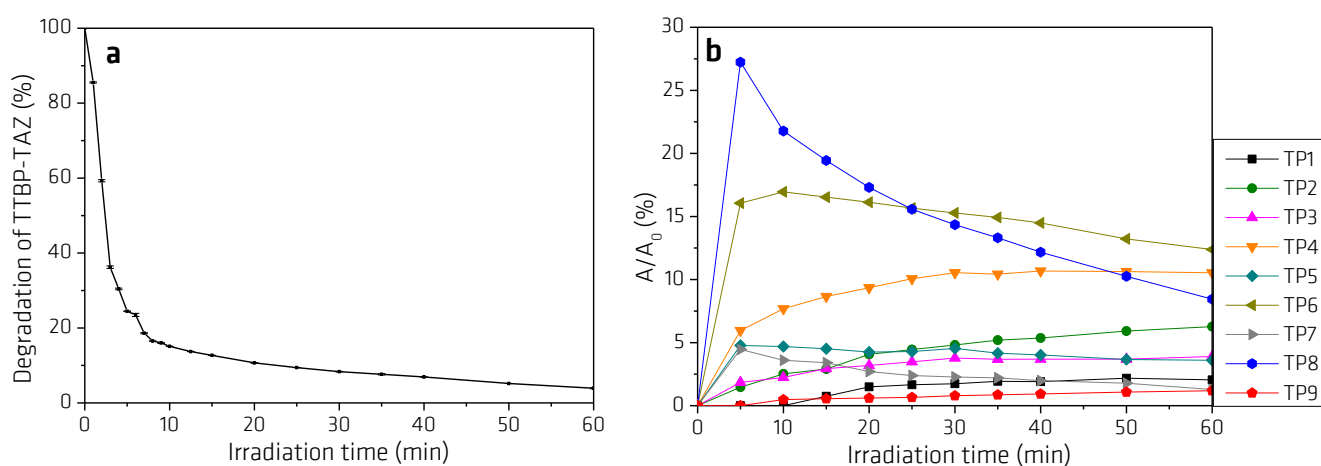 a
Degradation of TTBP-TAZ (%)
100
80
60
40
20
0
0 10 20 30 40 50 60
Irradiation time (min)
b
A/A₀ (%)
30
25
20
15
10
5
0
0 10 20 30 40 50 60
Irradiation time (min)
TP1
TP2
TP3
TP4
TP5
TP6
TP7
TP8
TP9